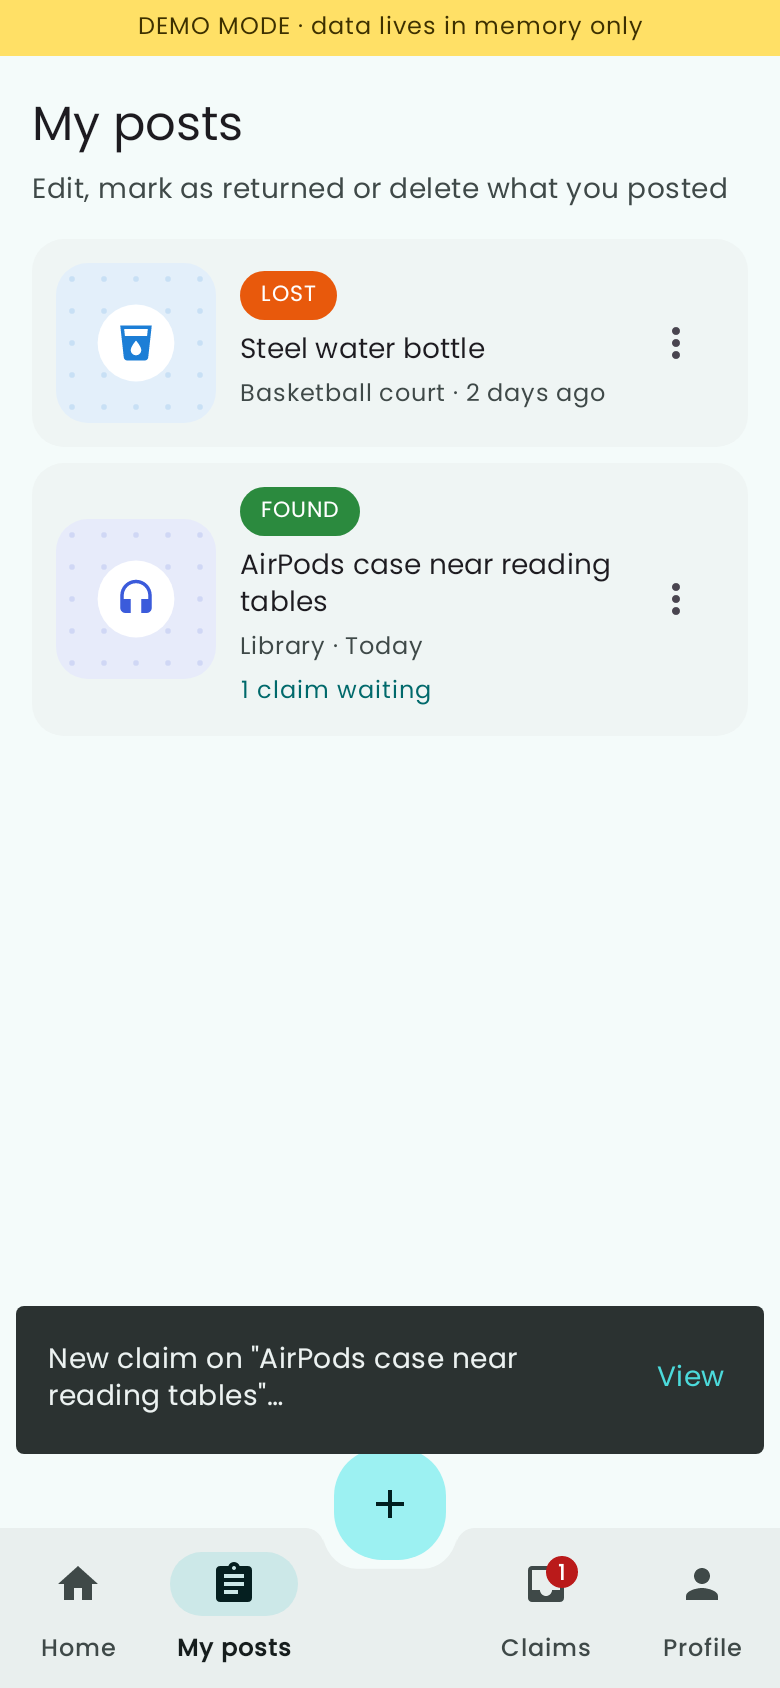 DEMO MODE · data lives in memory only
My posts
Edit, mark as returned or delete what you posted
LOST
Steel water bottle
Basketball court · 2 days ago
FOUND
AirPods case near reading
tables
Library · Today
1 claim waiting
New claim on "AirPods case near
reading tables"…
View
Home
My posts
1
Claims
Profile